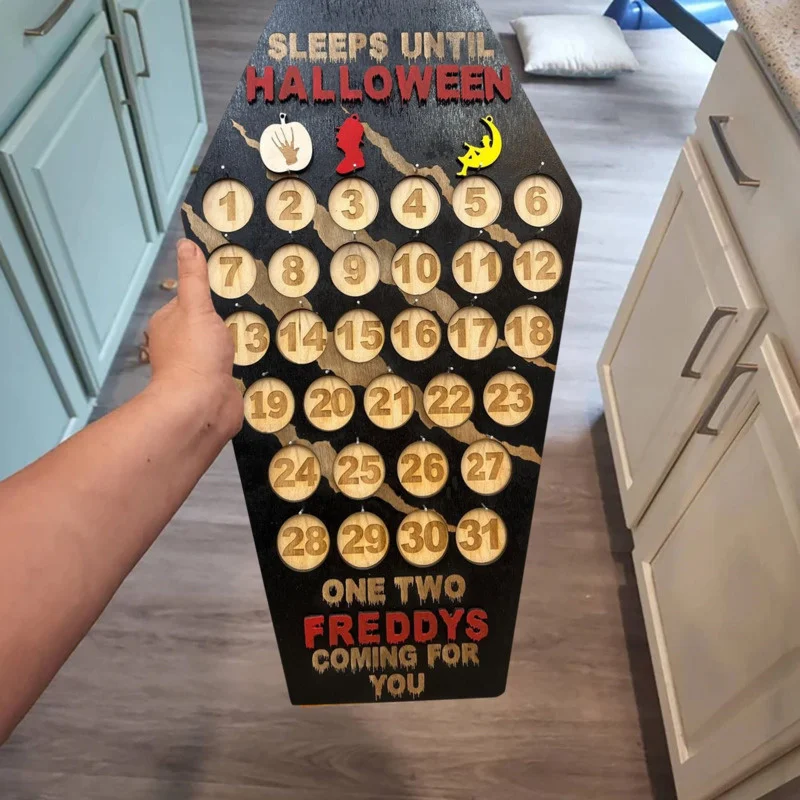 SLEEPS UNTIL
HALLOWEEN
1 2 3 4 5 6
7 8 9 10 11 12
13 14 15 16 17 18
19 20 21 22 23
24 25 26 27
28 29 30 31
ONE TWO
FREDDYS
COMING FOR
YOU